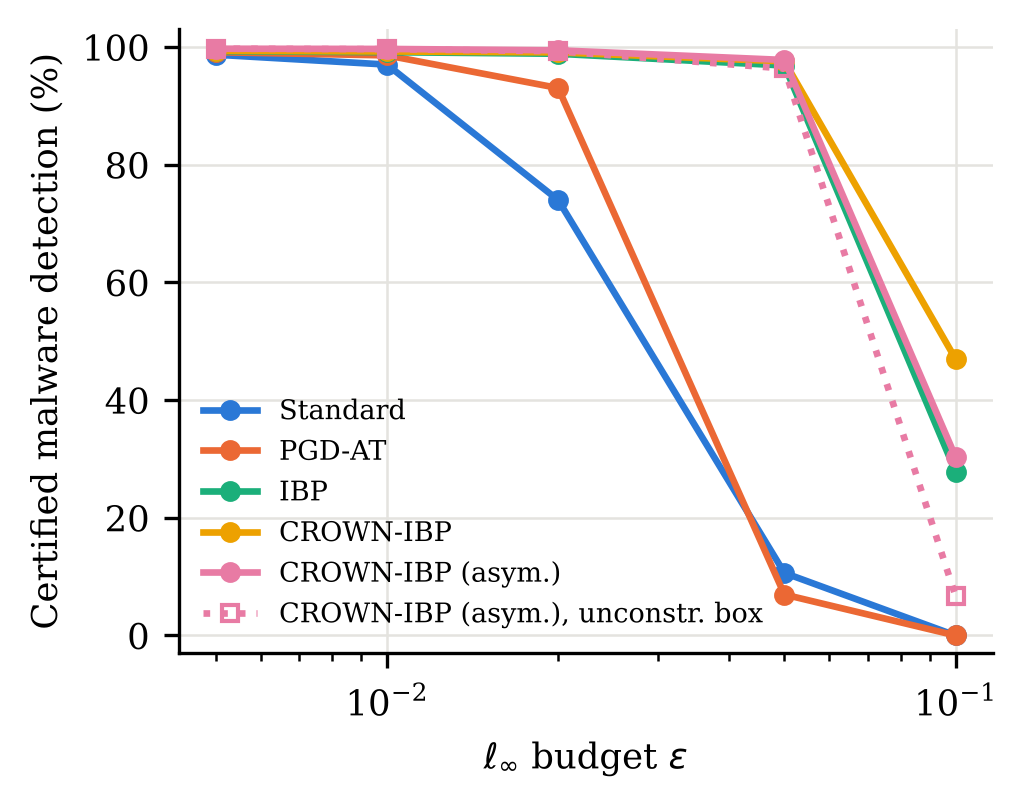 Certified malware detection (%)
100
80
60
40
20
0
Standard
PGD-AT
IBP
CROWN-IBP
CROWN-IBP (asym.)
CROWN-IBP (asym.), unconstr. box
10⁻²
10⁻¹
ℓ∞ budget ε